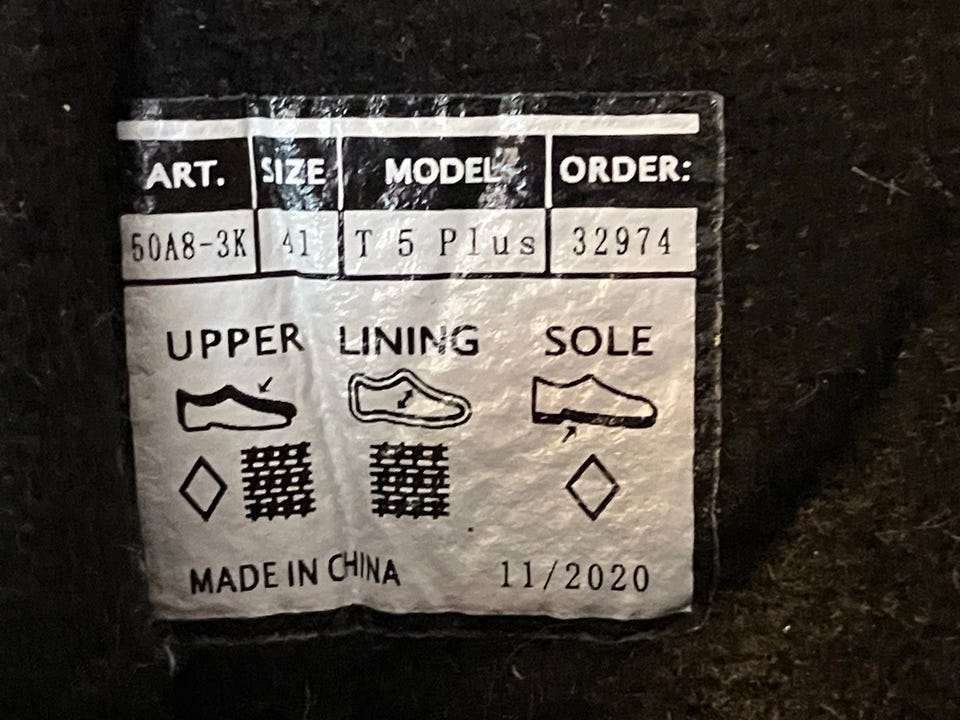 ART. SIZE MODEL ORDER:
50A8-3K 41 T 5 Plus 32974
UPPER LINING SOLE
MADE IN CHINA 11/2020